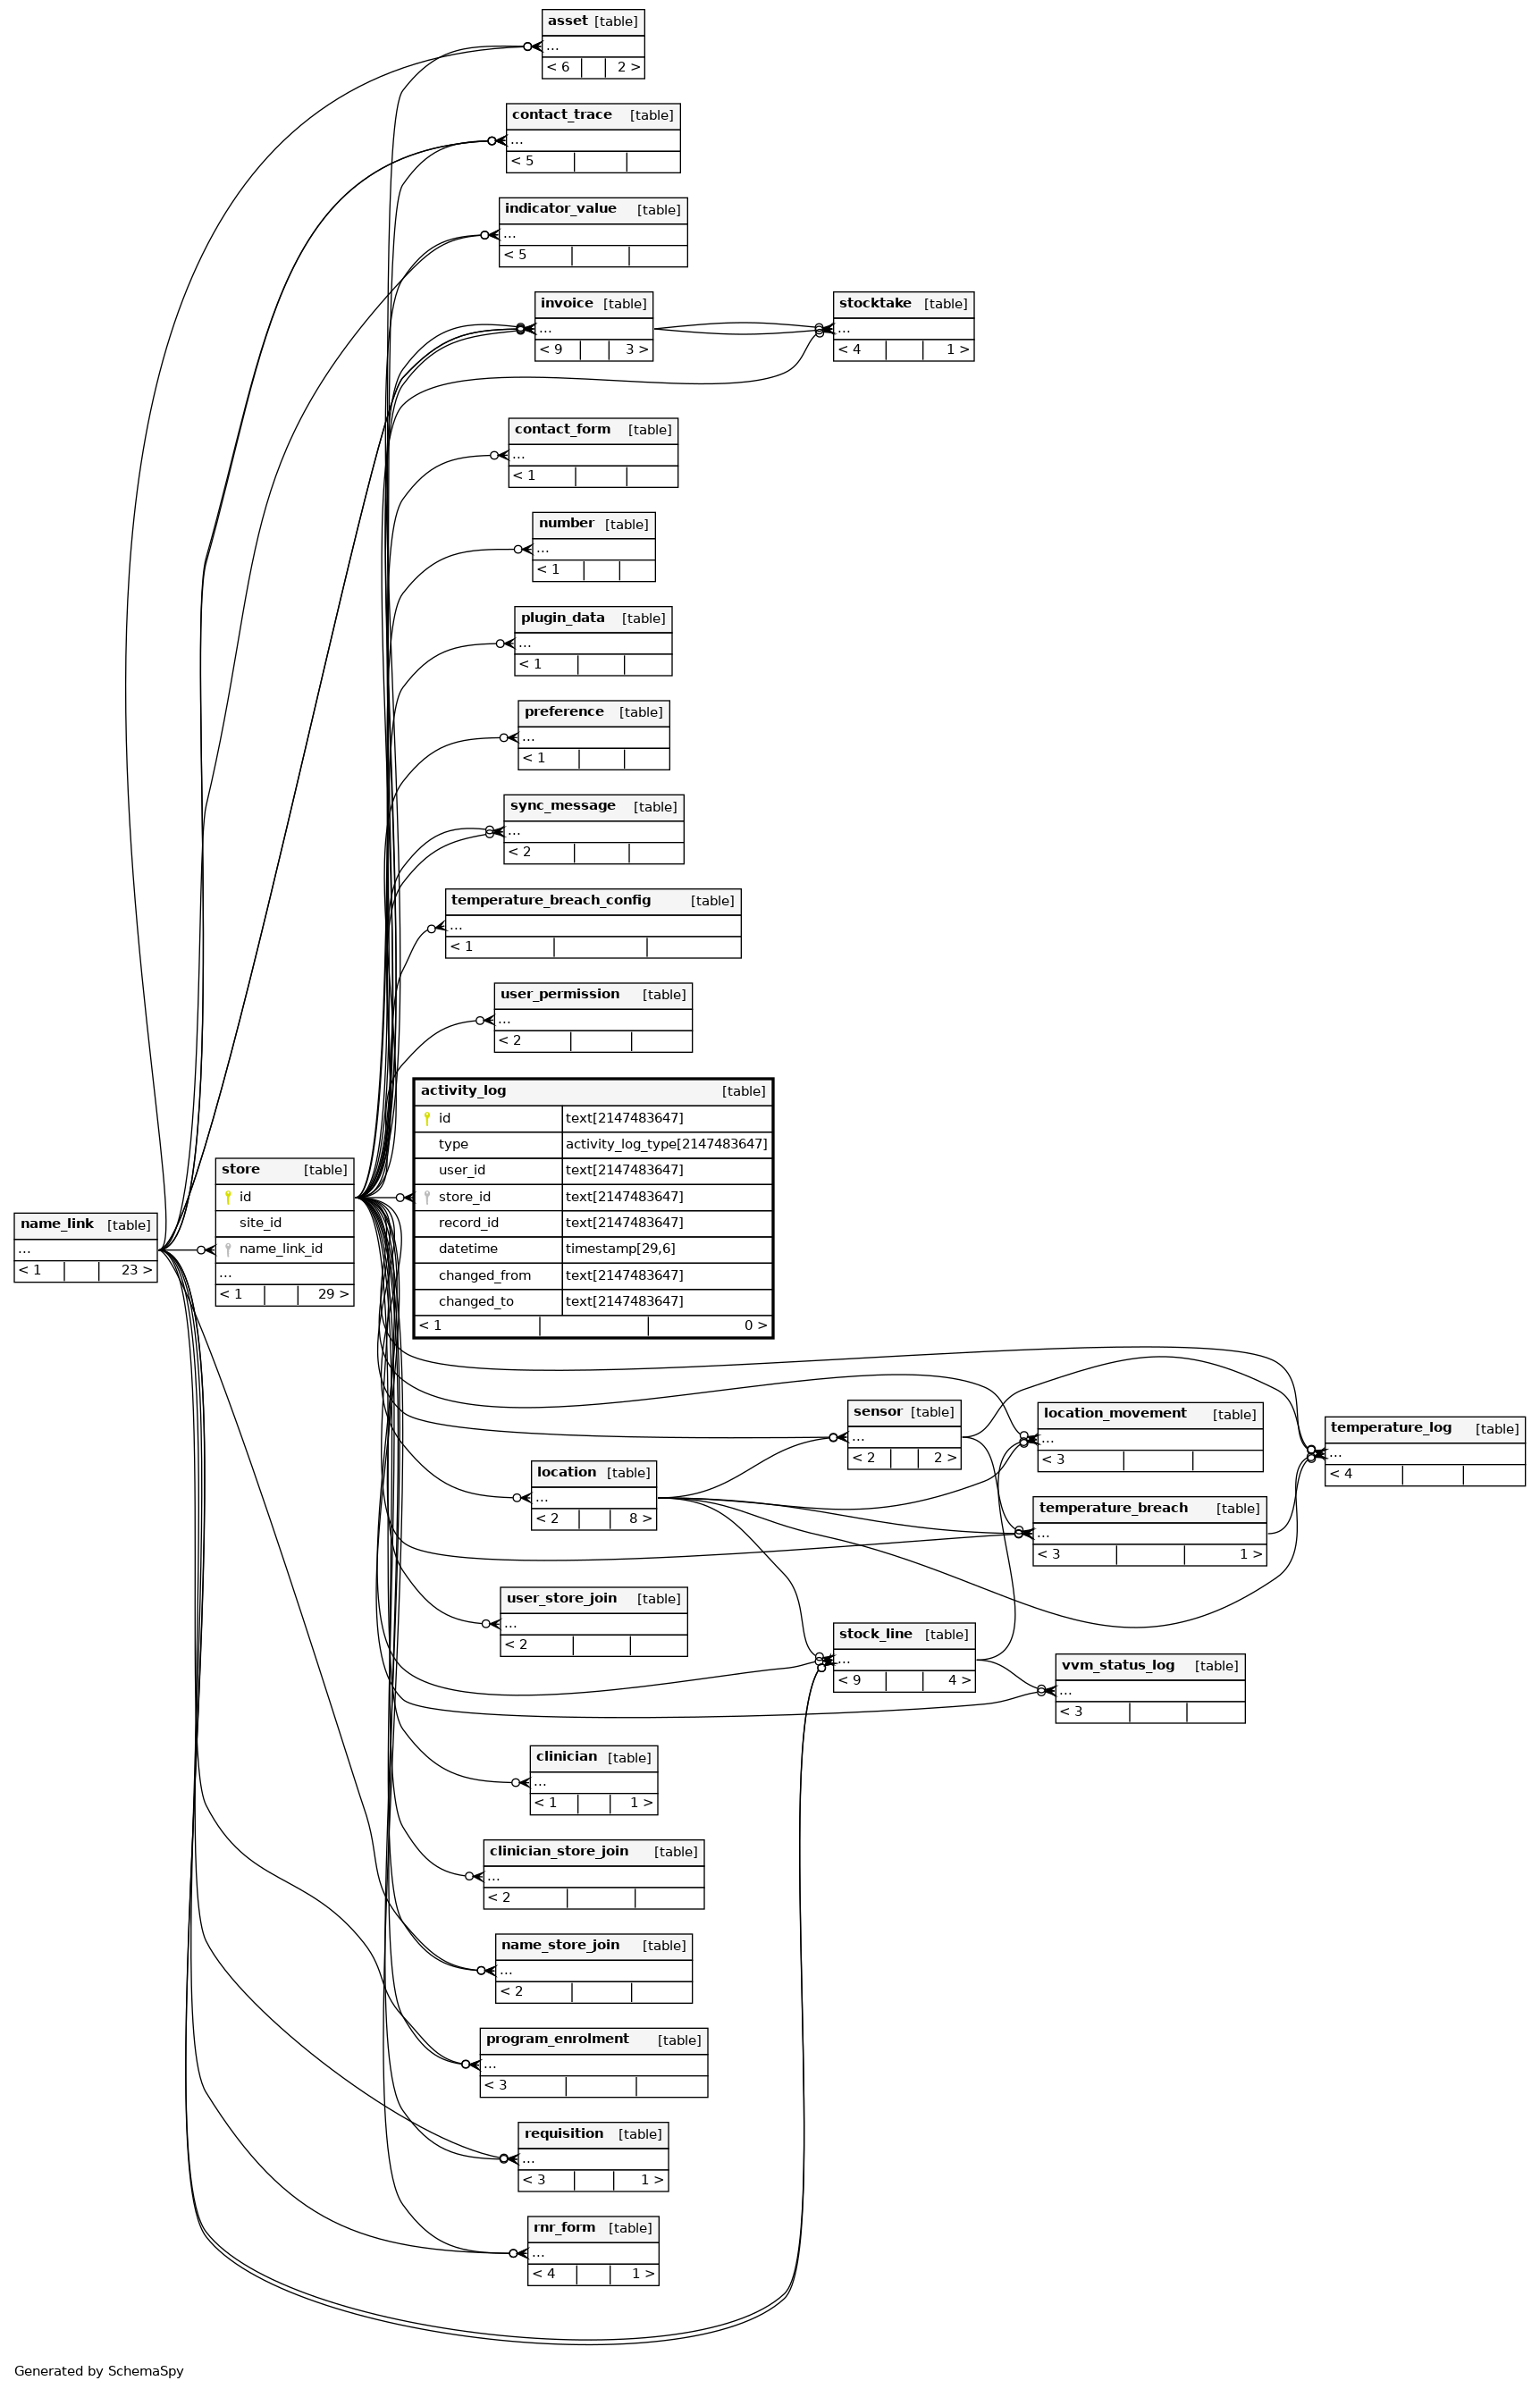 asset [table]
...
< 6 2 >
contact_trace [table]
...
< 5
indicator_value [table]
...
< 5
invoice [table]
...
< 9 3 >
stocktake [table]
...
< 4 1 >
contact_form [table]
...
< 1
number [table]
...
< 1
plugin_data [table]
...
< 1
preference [table]
...
< 1
sync_message [table]
...
< 2
temperature_breach_config [table]
...
< 1
user_permission [table]
...
< 2
activity_log [table]
id text[2147483647]
type activity_log_type[2147483647]
user_id text[2147483647]
store_id text[2147483647]
record_id text[2147483647]
datetime timestamp[29,6]
changed_from text[2147483647]
changed_to text[2147483647]
< 1 0 >
store [table]
id
site_id
name_link_id
...
< 1 29 >
name_link [table]
...
< 1 23 >
sensor [table]
...
< 2 2 >
location_movement [table]
...
< 3
temperature_log [table]
...
< 4
location [table]
...
< 2 8 >
temperature_breach [table]
...
< 3 1 >
user_store_join [table]
...
< 2
stock_line [table]
...
< 9 4 >
vvm_status_log [table]
...
< 3
clinician [table]
...
< 1 1 >
clinician_store_join [table]
...
< 2
name_store_join [table]
...
< 2
program_enrolment [table]
...
< 3
requisition [table]
...
< 3 1 >
rnr_form [table]
...
< 4 1 >
Generated by SchemaSpy